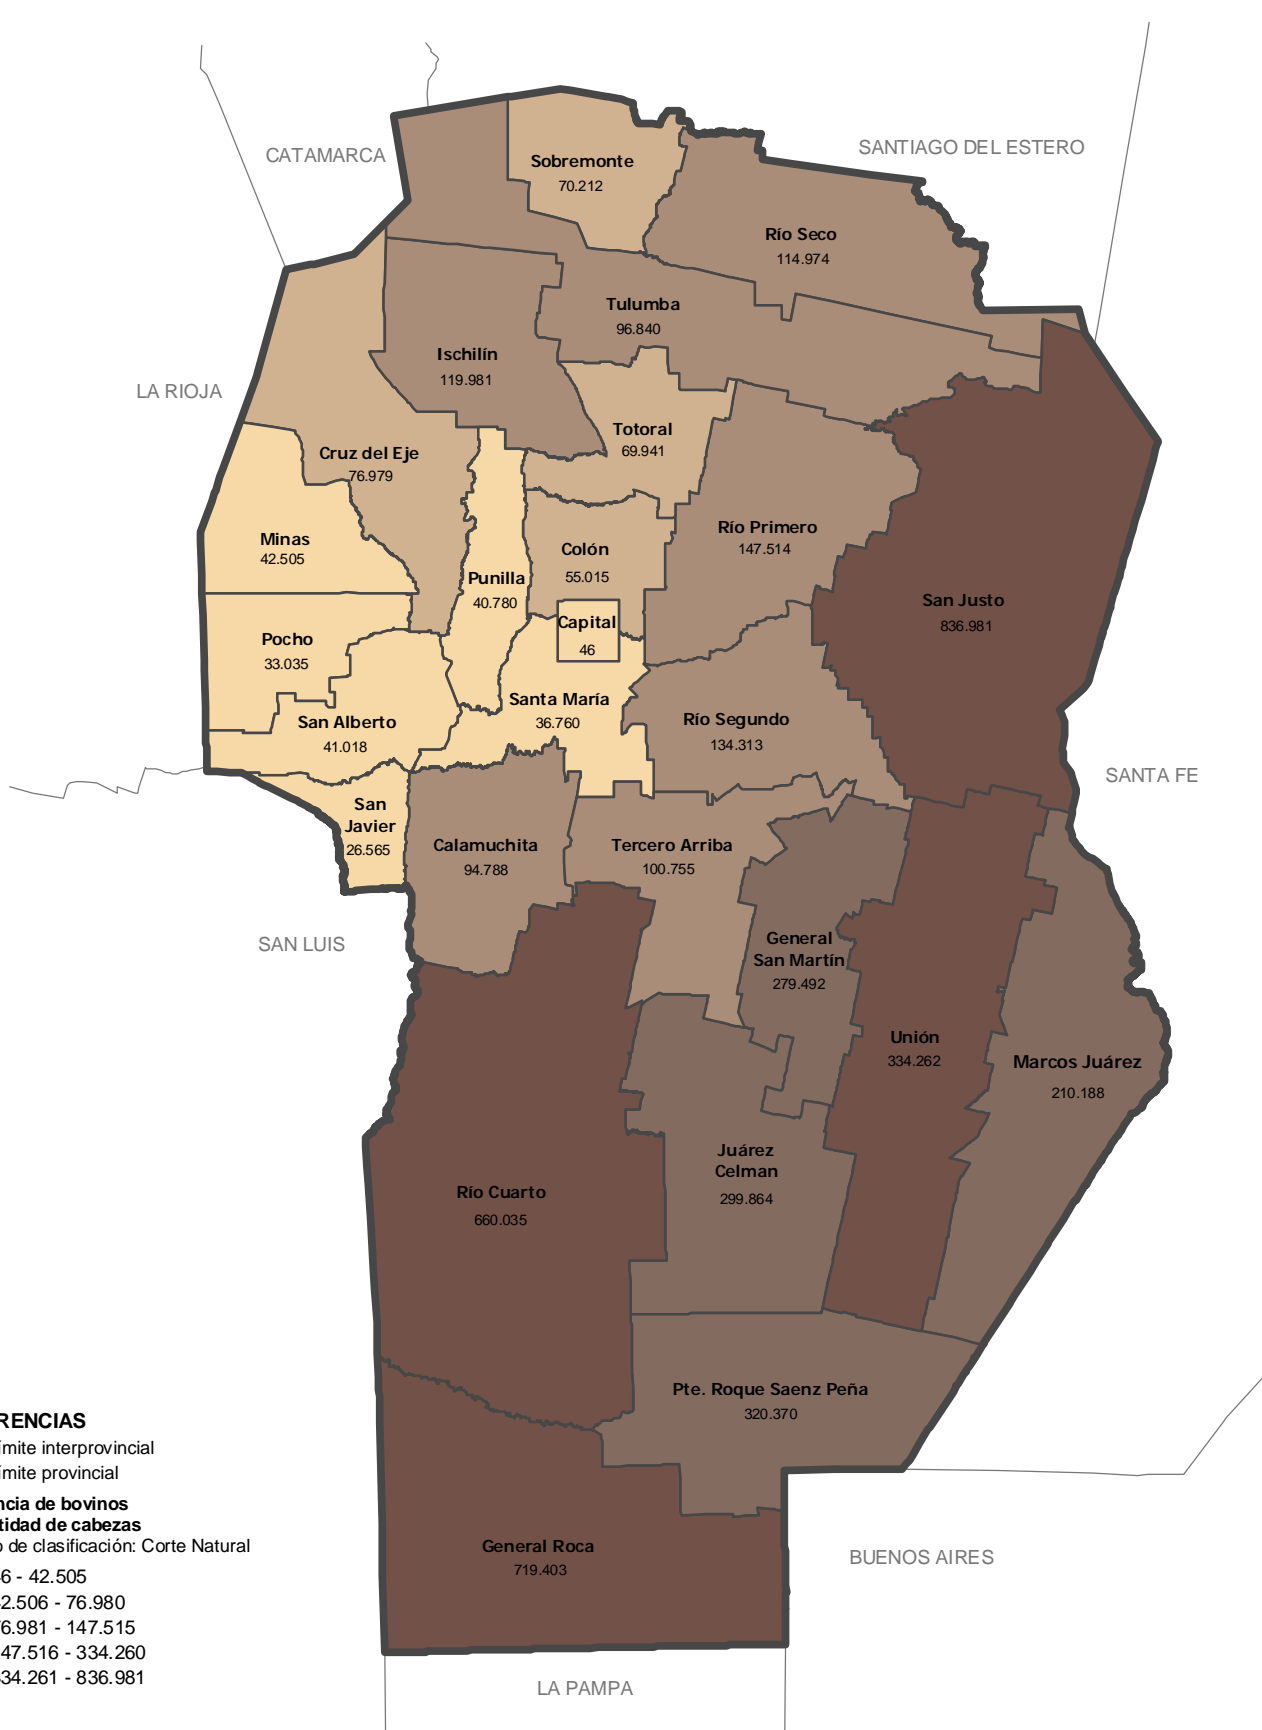 CATAMARCA
SANTIAGO DEL ESTERO
Sobremonte
70.212
Río Seco
114.974
Tulumba
96.840
Ischilín
119.981
LA RIOJA
Totoral
69.941
Cruz del Eje
76.979
Río Primero
147.514
Minas
42.505
Colón
55.015
Punilla
40.780
San Justo
836.981
Capital
46
Pocho
33.035
Santa María
36.760
San Alberto
41.018
Río Segundo
134.313
SANTA FE
San
Javier
26.565
Calamuchita
94.788
Tercero Arriba
100.755
SAN LUIS
General
San Martín
279.492
Unión
334.262
Marcos Juárez
210.188
Juárez
Celman
299.864
Río Cuarto
660.035
Pte. Roque Saenz Peña
320.370
General Roca
719.403
BUENOS AIRES
LA PAMPA
RENCIAS
ímite interprovincial
ímite provincial
ncia de bovinos
tidad de cabezas
o de clasificación: Corte Natural
6 - 42.505
2.506 - 76.980
6.981 - 147.515
47.516 - 334.260
34.261 - 836.981